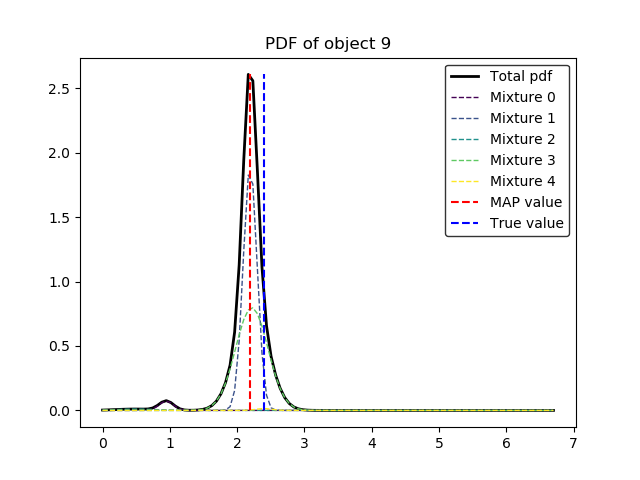 PDF of object 9
Total pdf
Mixture 0
Mixture 1
Mixture 2
Mixture 3
Mixture 4
MAP value
True value
2.5
2.0
1.5
1.0
0.5
0.0
0 1 2 3 4 5 6 7